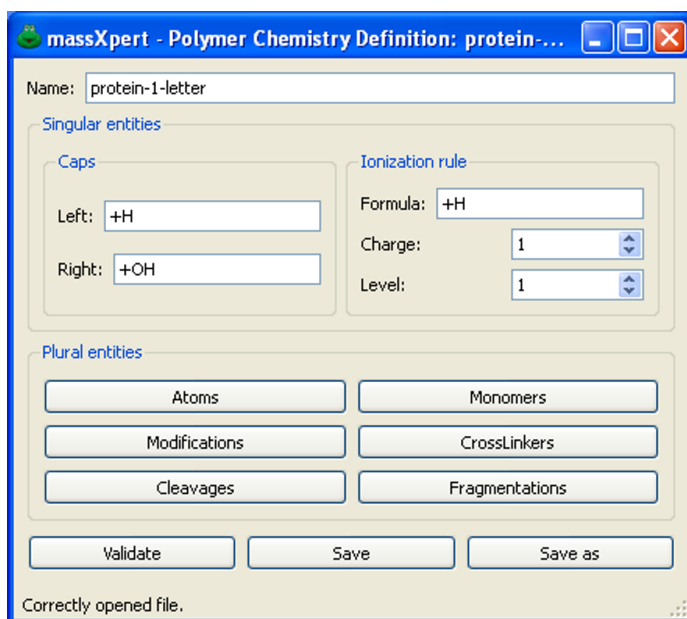 massXpert - Polymer Chemistry Definition: protein-...
Name: protein-1-letter
Singular entities
Caps
Left: +H
Right: +OH
Ionization rule
Formula: +H
Charge: 1
Level: 1
Plural entities
Atoms
Monomers
Modifications
CrossLinkers
Cleavages
Fragmentations
Validate
Save
Save as
Correctly opened file.